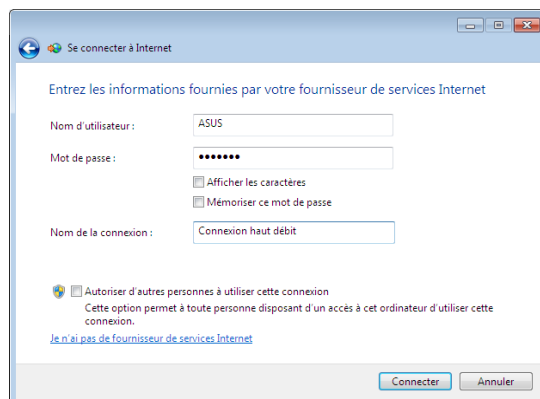 Se connecter à Internet
Entrez les informations fournies par votre fournisseur de services Internet
Nom d'utilisateur :
ASUS
Mot de passe :
•••••••
Afficher les caractères
Mémoriser ce mot de passe
Nom de la connexion :
Connexion haut débit
Autoriser d'autres personnes à utiliser cette connexion
Cette option permet à toute personne disposant d'un accès à cet ordinateur d'utiliser cette
connexion.
Je n'ai pas de fournisseur de services Internet
Connecter
Annuler